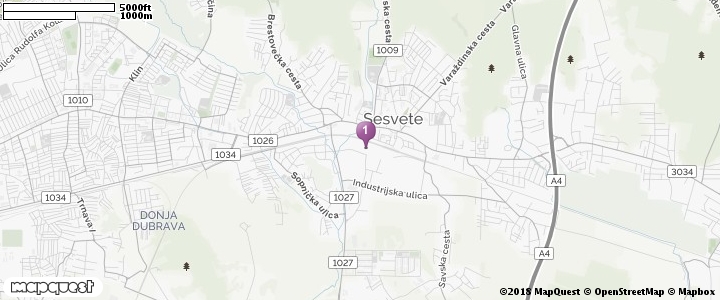 5000ft
1000m
Ulica Rudolfa Kol
čina
Klin
Brestovečka cesta
ska cesta
1009
Varaždinska cesta
Vara
Glavna ulica
1010
Sesvete
1
1026
1034
A4
3034
1034
Trnava I
Sopnička ulica
1027
Industrijska ulica
DONJA
DUBRAVA
Savska cesta
A4
1027
mapquest
©2018 MapQuest © OpenStreetMap © Mapbox